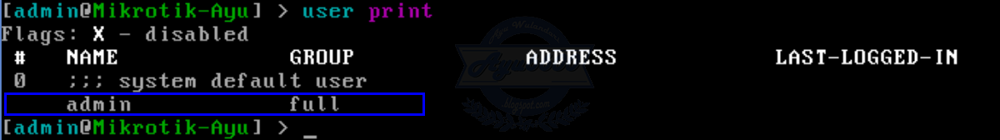 [admin@Mikrotik-Ayu] > user print
Flags: X - disabled
# NAME GROUP ADDRESS LAST-LOGGED-IN
0 ;;; system default user
admin full
[admin@Mikrotik-Ayu] > _